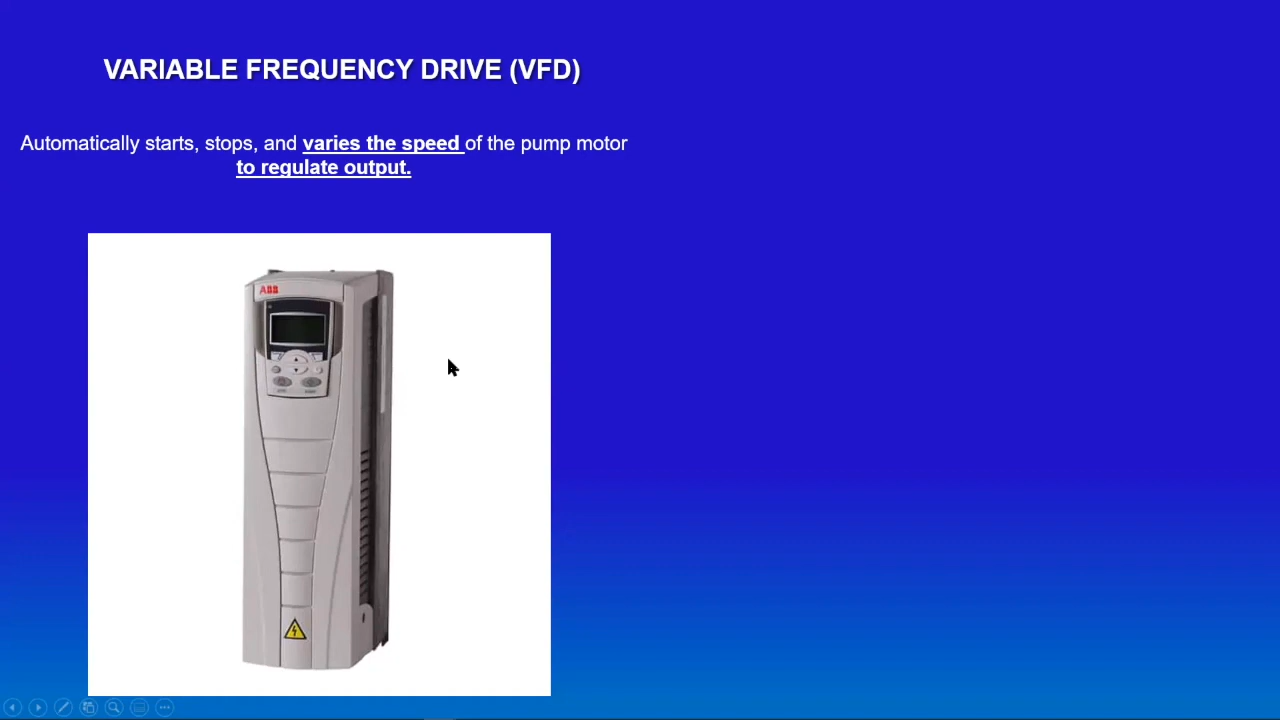 VARIABLE FREQUENCY DRIVE (VFD)
Automatically starts, stops, and varies the speed of the pump motor
to regulate output.
ABB